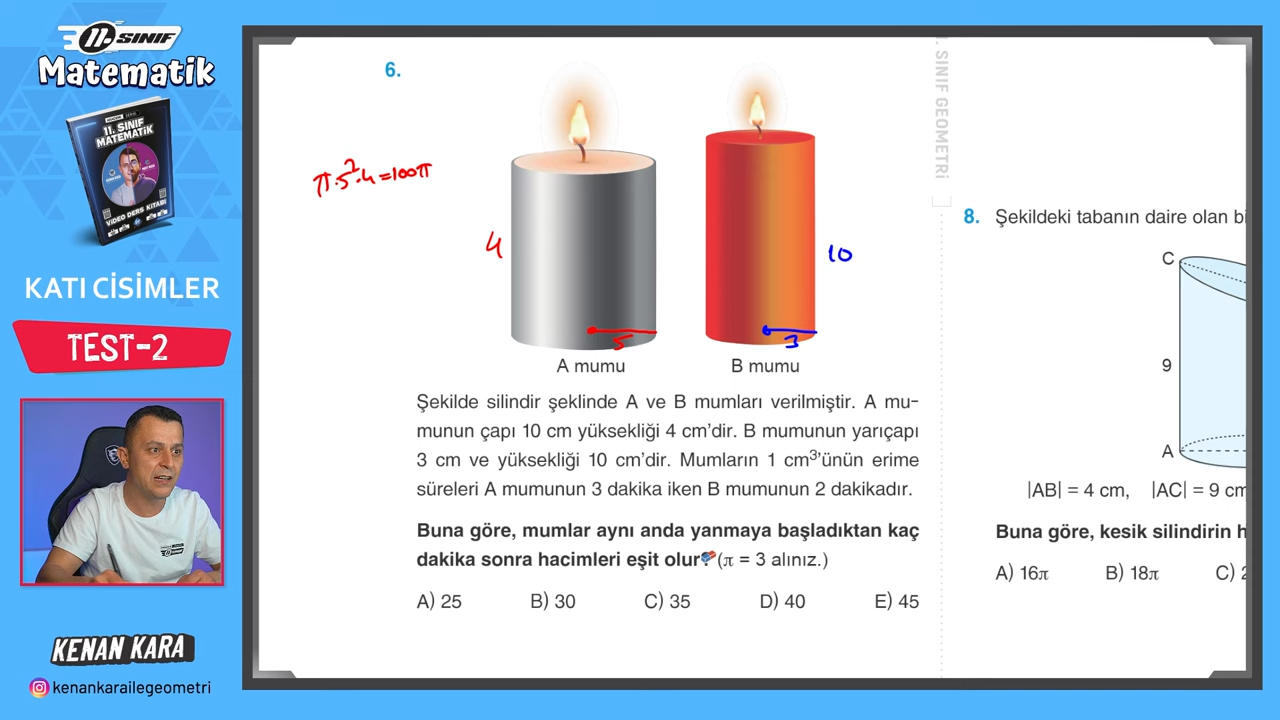 11. SINIF
Matematik
11. SINIF
MATEMATİK
VİDEO DERS KİTABI
KATI CİSİMLER
TEST-2
KENAN KARA
kenankarailegeometri
6.
π.5².4=100π
4
5
10
3
A mumu
B mumu
Şekilde silindir şeklinde A ve B mumları verilmiştir. A mu-
munun çapı 10 cm yüksekliği 4 cm'dir. B mumunun yarıçapı
3 cm ve yüksekliği 10 cm'dir. Mumların 1 cm³'ünün erime
süreleri A mumunun 3 dakika iken B mumunun 2 dakikadır.
Buna göre, mumlar aynı anda yanmaya başladıktan kaç
dakika sonra hacimleri eşit olur? (π = 3 alınız.)
A) 25 B) 30 C) 35 D) 40 E) 45
. SINIF GEOMETRİ
8. Şekildeki tabanın daire olan bi
C
9
A
|AB| = 4 cm, |AC| = 9 cm
Buna göre, kesik silindirin h
A) 16π B) 18π C) 2